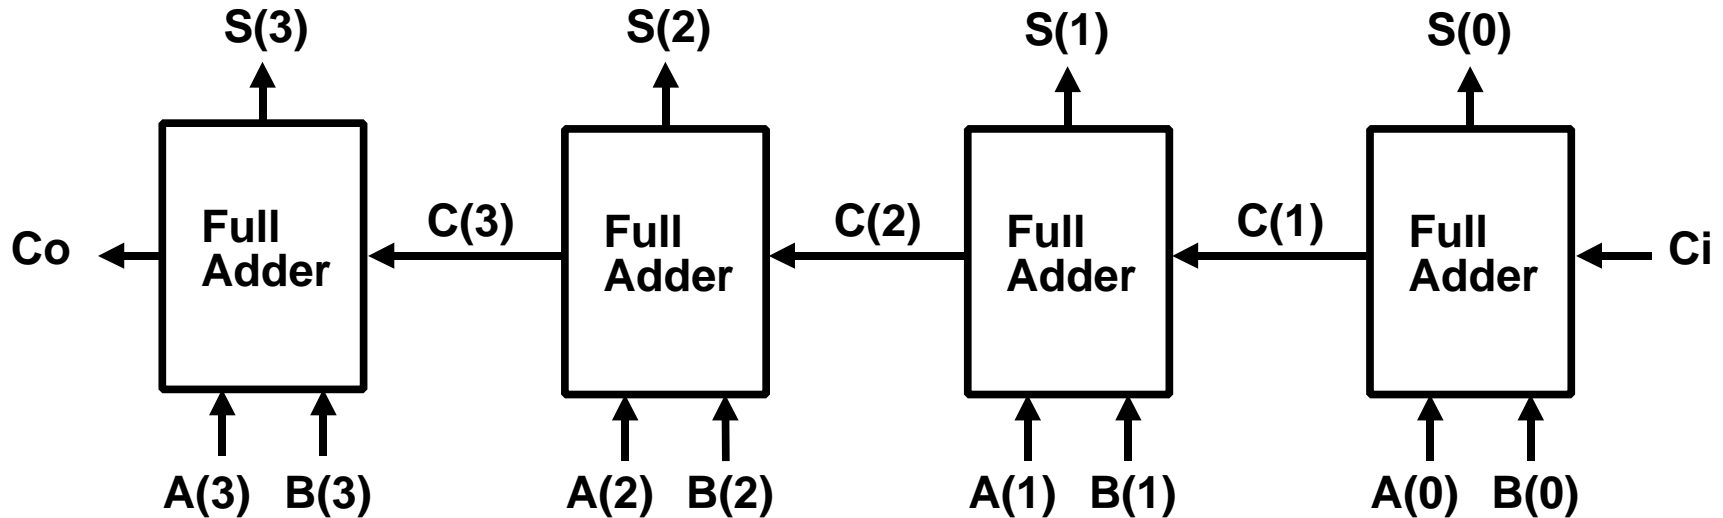 S(3) S(2) S(1) S(0)
C(3) C(2) C(1)
Co Full Adder Full Adder Full Adder Full Adder Ci
A(3) B(3) A(2) B(2) A(1) B(1) A(0) B(0)